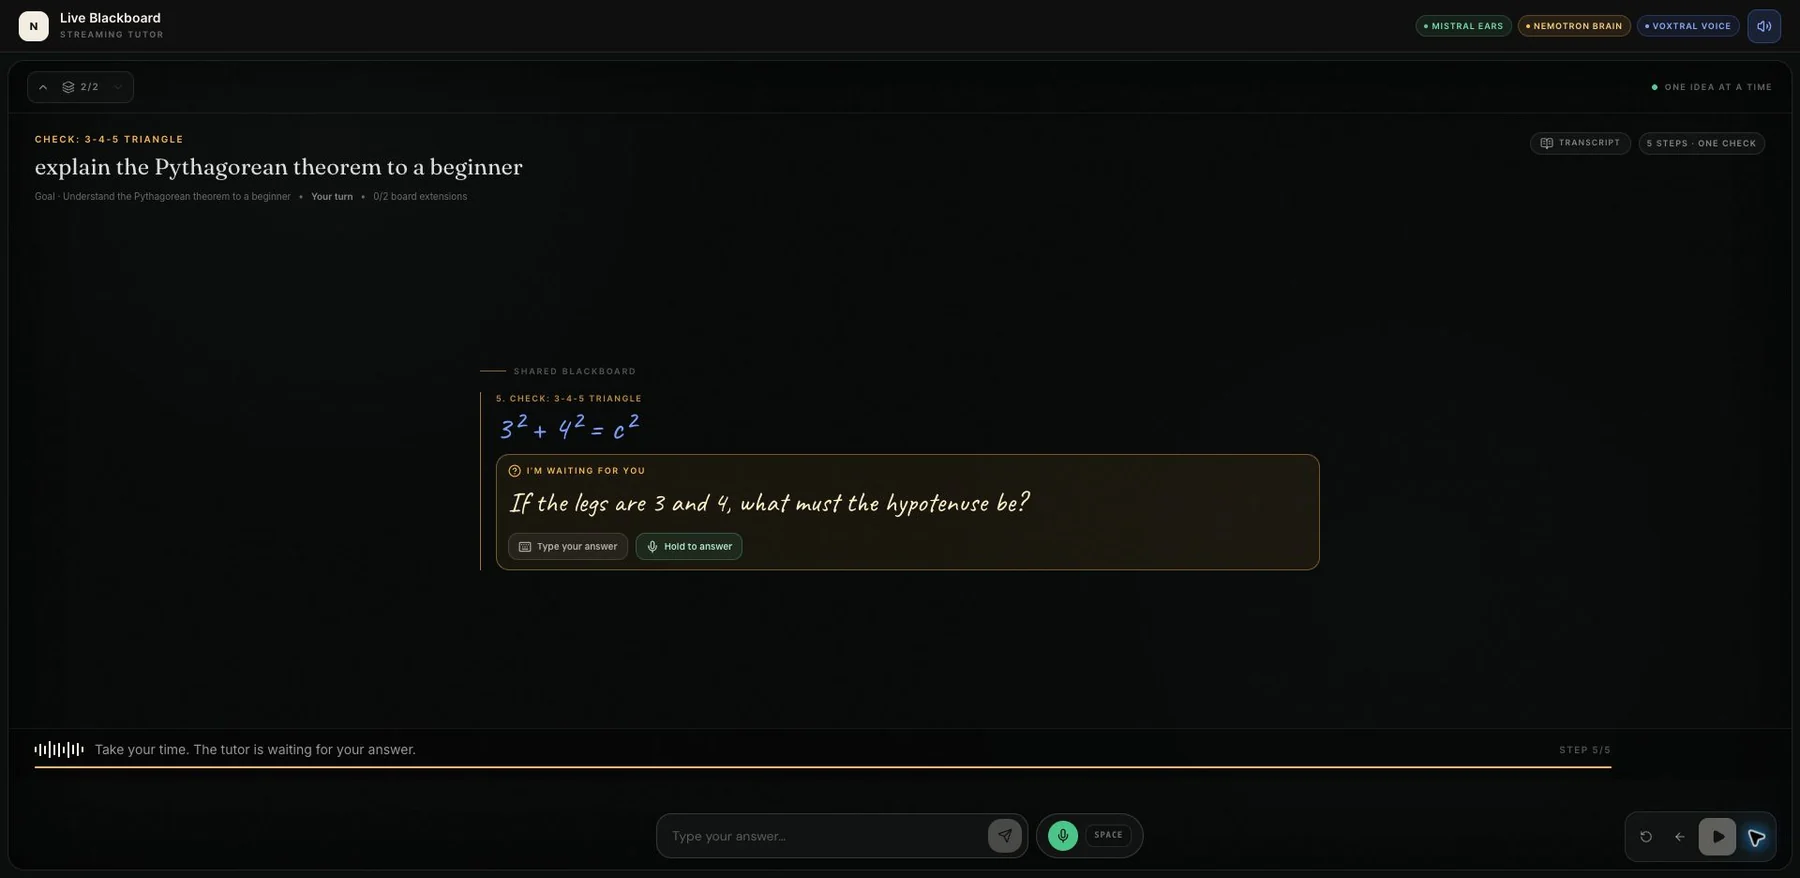 N
Live Blackboard
STREAMING TUTOR
MISTRAL EARS
NEMOTRON BRAIN
VOXTRAL VOICE
2/2
ONE IDEA AT A TIME
CHECK: 3-4-5 TRIANGLE
explain the Pythagorean theorem to a beginner
Goal · Understand the Pythagorean theorem to a beginner • Your turn • 0/2 board extensions
TRANSCRIPT
5 STEPS · ONE CHECK
SHARED BLACKBOARD
5. CHECK: 3-4-5 TRIANGLE
3² + 4² = c²
I'M WAITING FOR YOU
If the legs are 3 and 4, what must the hypotenuse be?
Type your answer
Hold to answer
Take your time. The tutor is waiting for your answer.
STEP 5/5
Type your answer...
SPACE